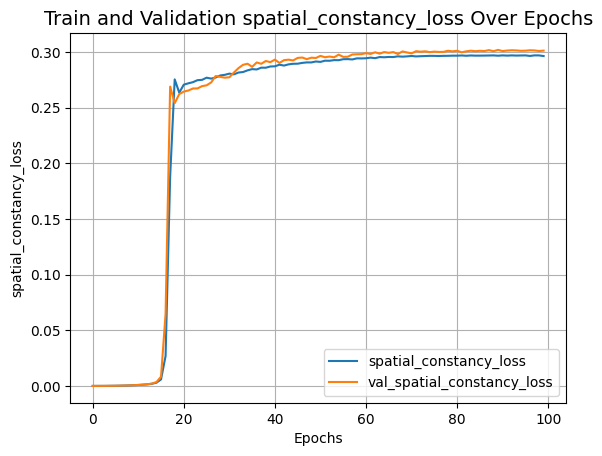 Train and Validation spatial_constancy_loss Over Epochs
spatial_constancy_loss
0.30
0.25
0.20
0.15
0.10
0.05
0.00
0
20
40
60
80
100
Epochs
spatial_constancy_loss
val_spatial_constancy_loss